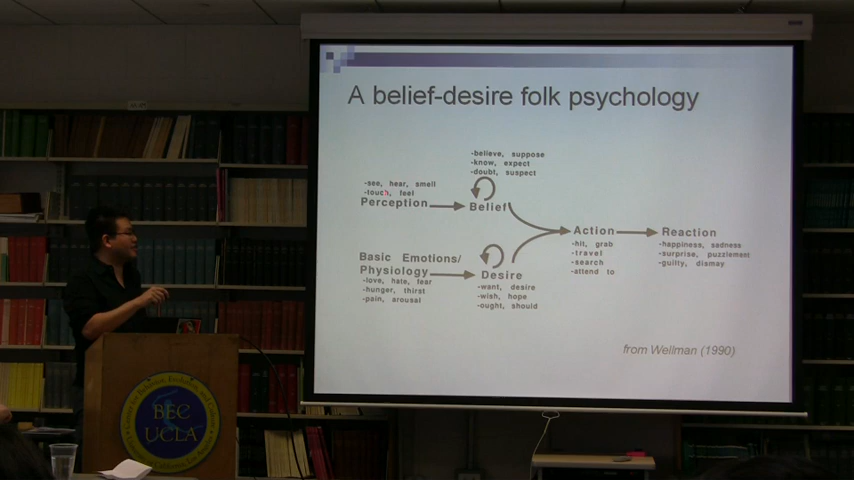 A belief-desire folk psychology
-believe, suppose
-know, expect
-doubt, suspect
-see, hear, smell
-touch, feel
Perception
Belief
Action
Reaction
-hit, grab
-travel
-search
-attend to
-happiness, sadness
-surprise, puzzlement
-guilty, dismay
Basic Emotions/
Physiology
Desire
-love, hate, fear
-hunger, thirst
-pain, arousal
-want, desire
-wish, hope
-ought, should
from Wellman (1990)
BEC
UCLA